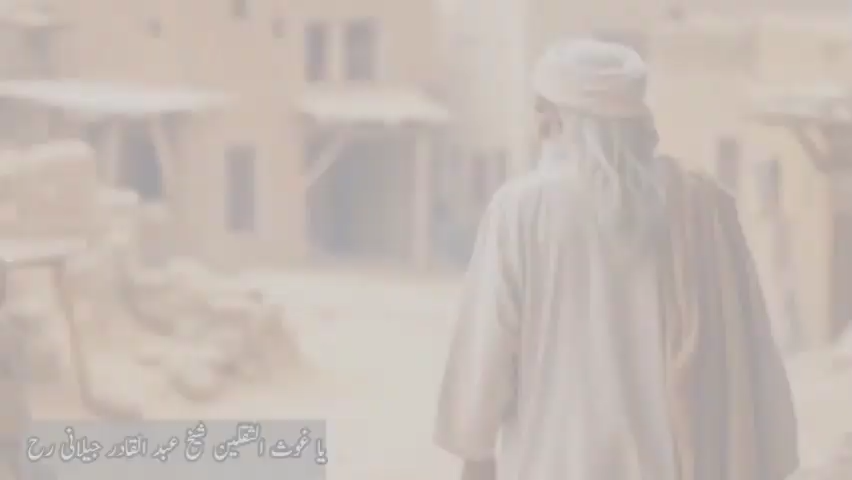 یا غوث الثقلین شیخ عبد القادر جیلانی رح